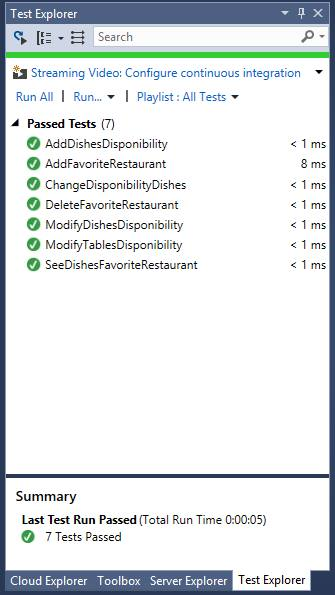 Test Explorer
Search
Streaming Video: Configure continuous integration
Run All | Run... Playlist : All Tests
Passed Tests (7)
AddDishesDisponibility < 1 ms
AddFavoriteRestaurant 8 ms
ChangeDisponibilityDishes < 1 ms
DeleteFavoriteRestaurant < 1 ms
ModifyDishesDisponibility < 1 ms
ModifyTablesDisponibility < 1 ms
SeeDishesFavoriteRestaurant < 1 ms
Summary
Last Test Run Passed (Total Run Time 0:00:05)
7 Tests Passed
Cloud Explorer Toolbox Server Explorer Test Explorer